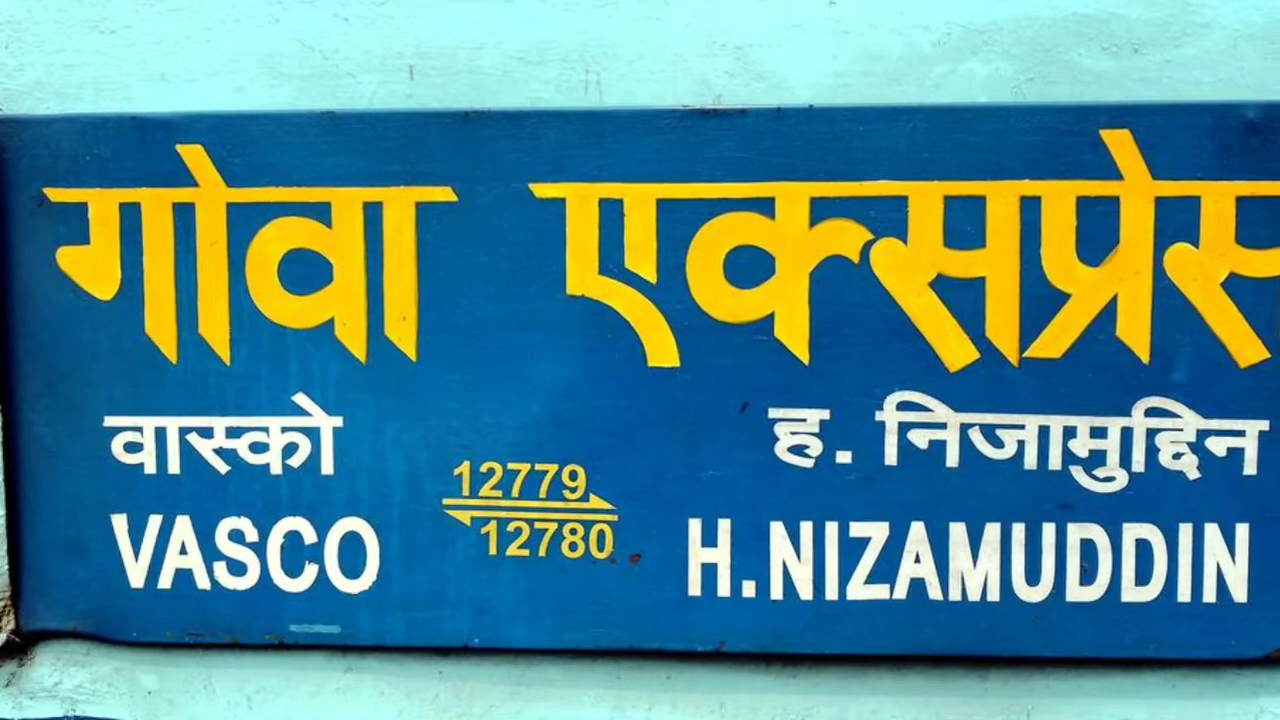 गोवा एक्सप्रेस
वास्को
ह. निजामुद्दिन
12779
12780
VASCO
H.NIZAMUDDIN